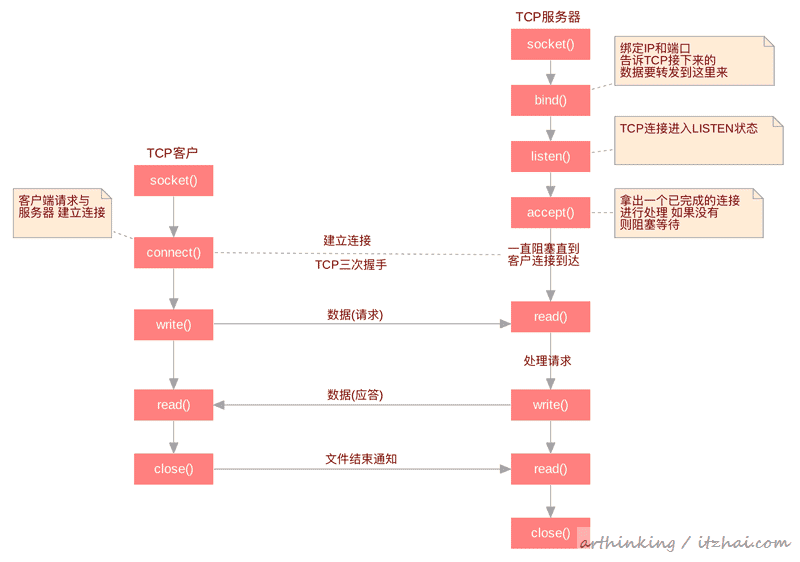 TCP服务器
socket()
绑定IP和端口
告诉TCP接下来的
数据要转发到这里来
bind()
TCP连接进入LISTEN状态
listen()
TCP客户
socket()
客户端请求与
服务器 建立连接
accept()
拿出一个已完成的连接
进行处理 如果没有
则阻塞等待
connect()
建立连接
TCP三次握手
一直阻塞直到
客户连接到达
write()
数据(请求)
read()
处理请求
read()
数据(应答)
write()
close()
文件结束通知
read()
close()
arthinking / itzhai.com